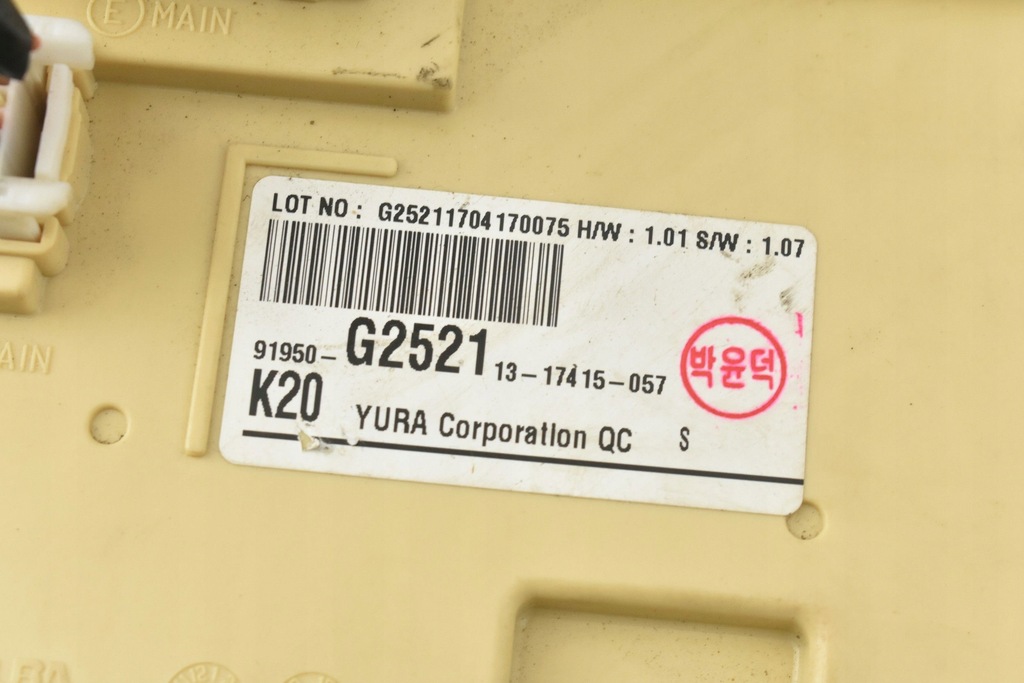 E MAIN
LOT NO : G25211704170075 H/W : 1.01 S/W : 1.07
91950-G2521 13-17415-057
박윤덕
K20 YURA Corporation QC S
AIN